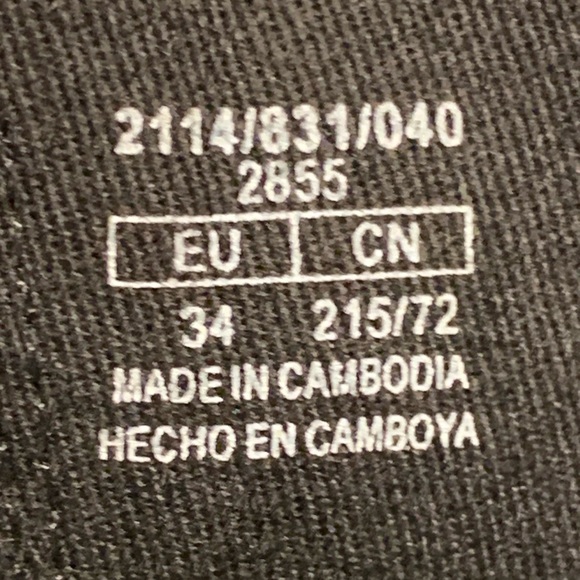 2114/831/040
2855
EU CN
34 215/72
MADE IN CAMBODIA
HECHO EN CAMBOYA